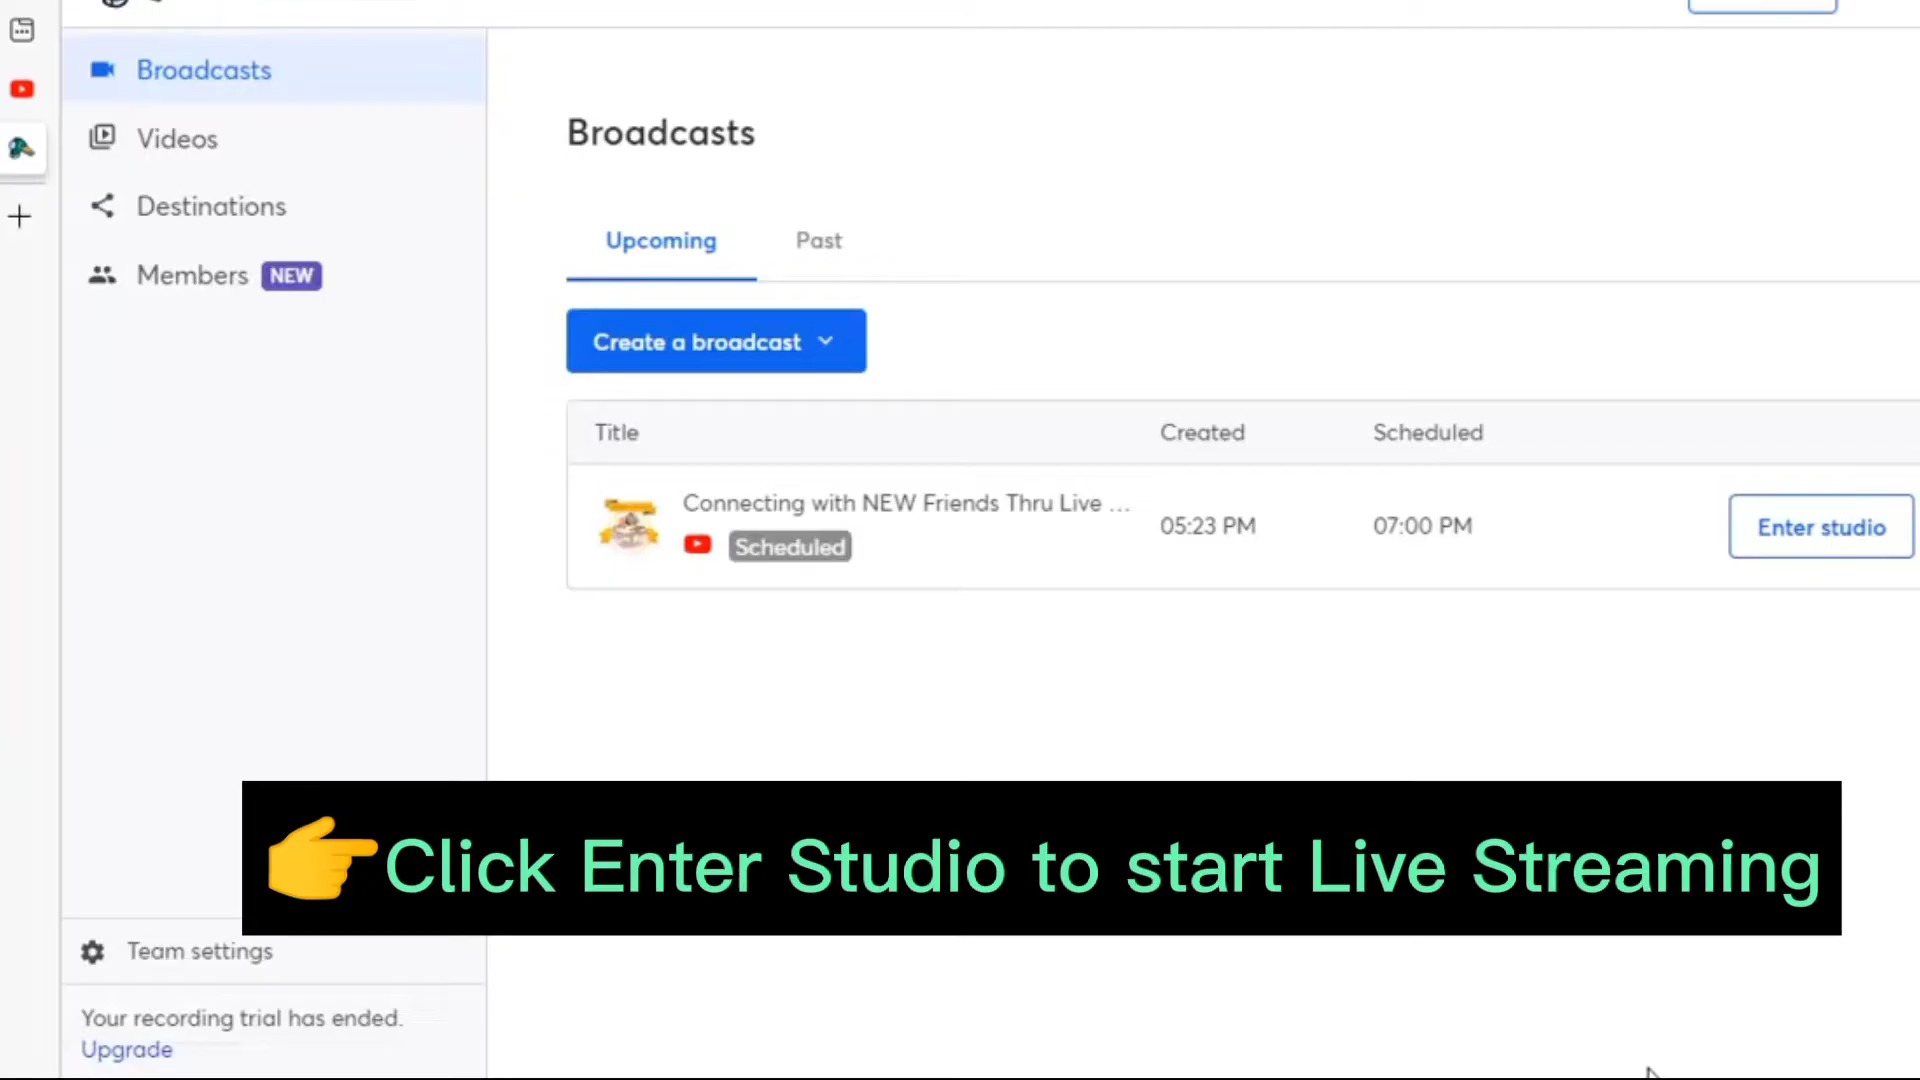 Broadcasts
Videos
Destinations
Members NEW
Broadcasts
Upcoming Past
Create a broadcast
Title Created Scheduled
Connecting with NEW Friends Thru Live ...
Scheduled
05:23 PM 07:00 PM
Enter studio
👉Click Enter Studio to start Live Streaming
Team settings
Your recording trial has ended.
Upgrade